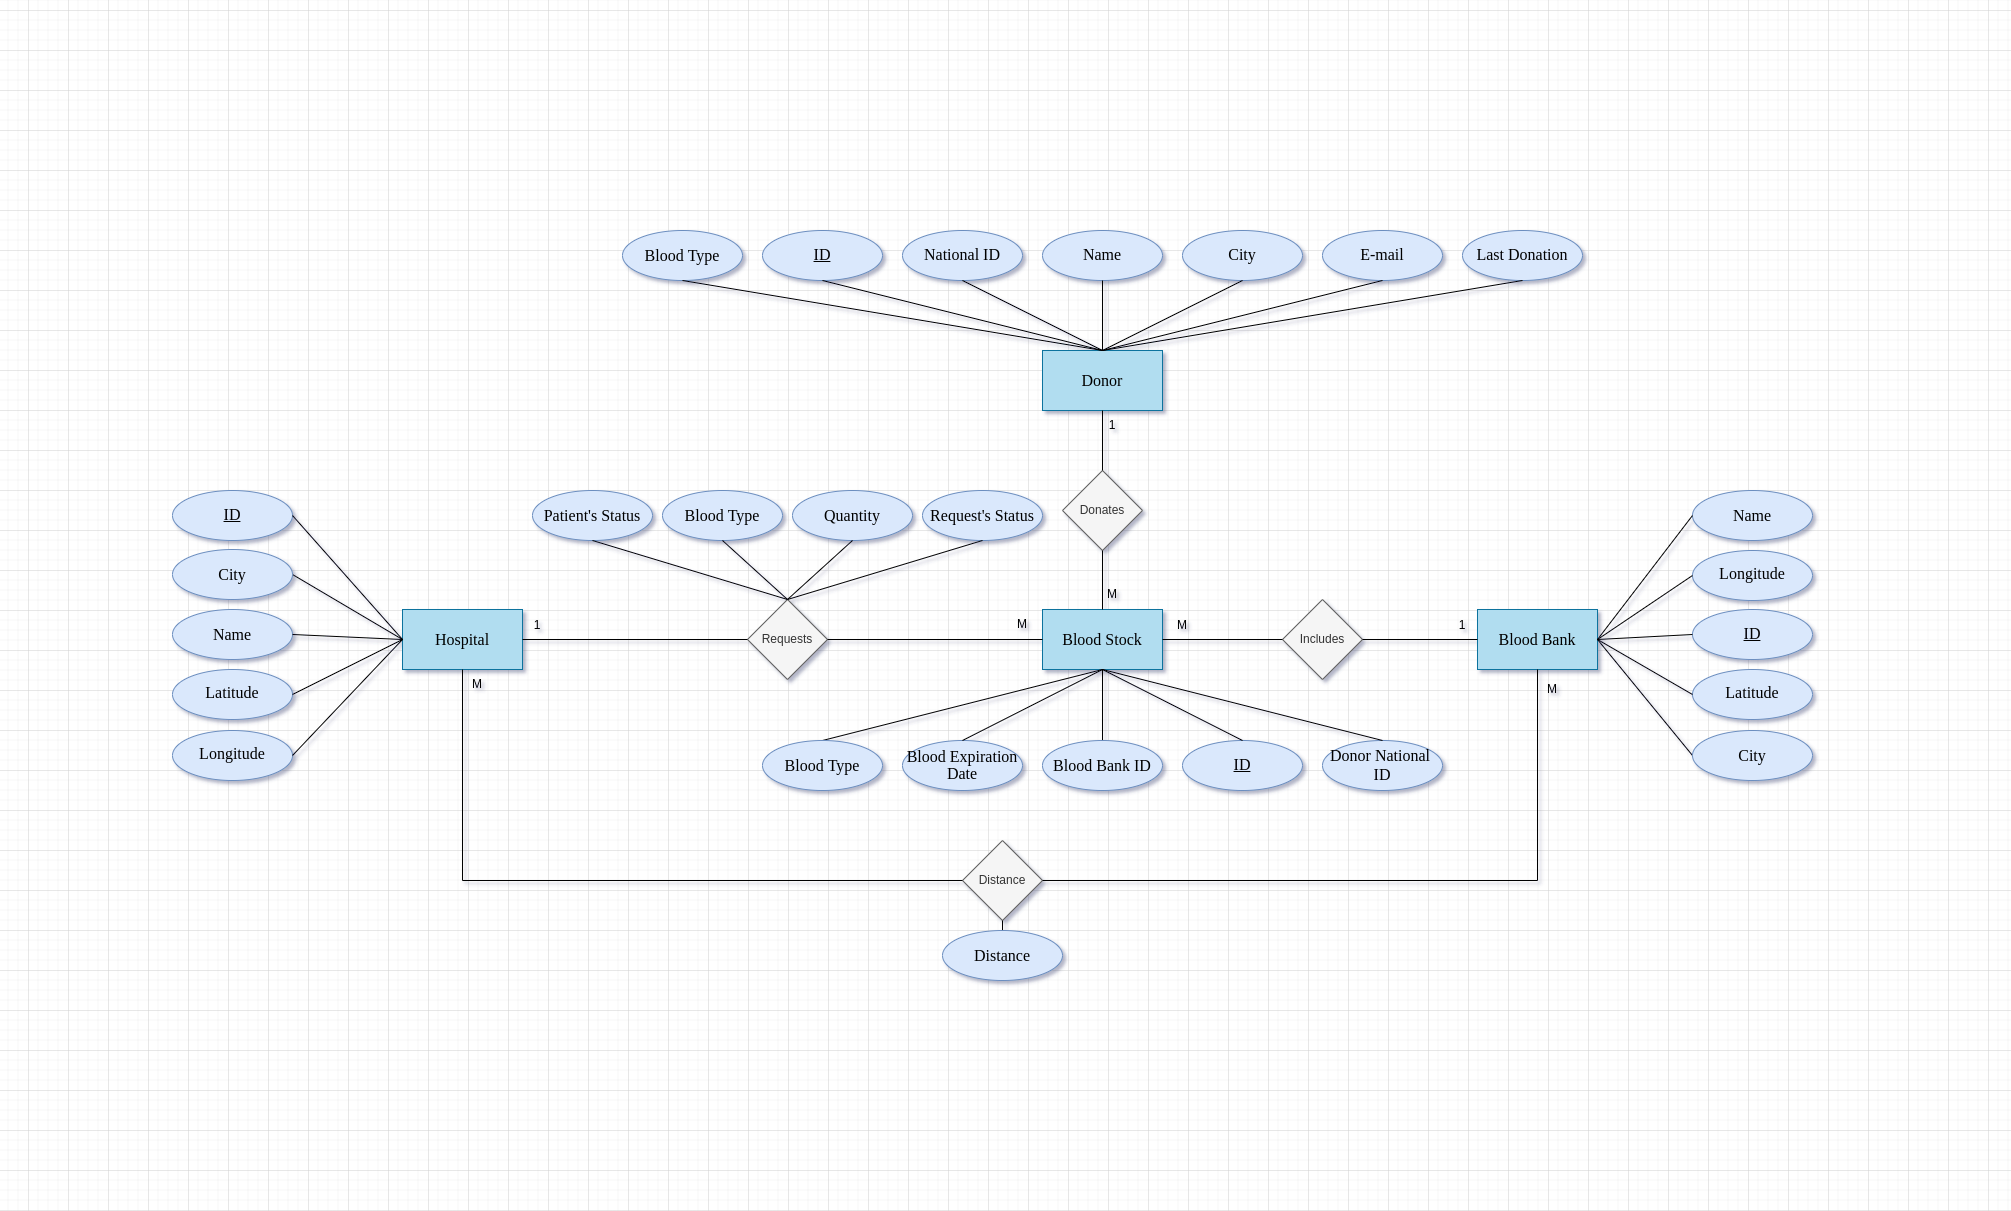 Blood Type
ID
National ID
Name
City
E-mail
Last Donation
Donor
1
Donates
M
ID
City
Name
Latitude
Longitude
Hospital
1
M
Patient's Status
Blood Type
Quantity
Request's Status
Requests
M
Blood Stock
M
Includes
1
Blood Bank
M
Name
Longitude
ID
Latitude
City
Blood Type
Blood Expiration
Date
Blood Bank ID
ID
Donor National
ID
Distance
Distance